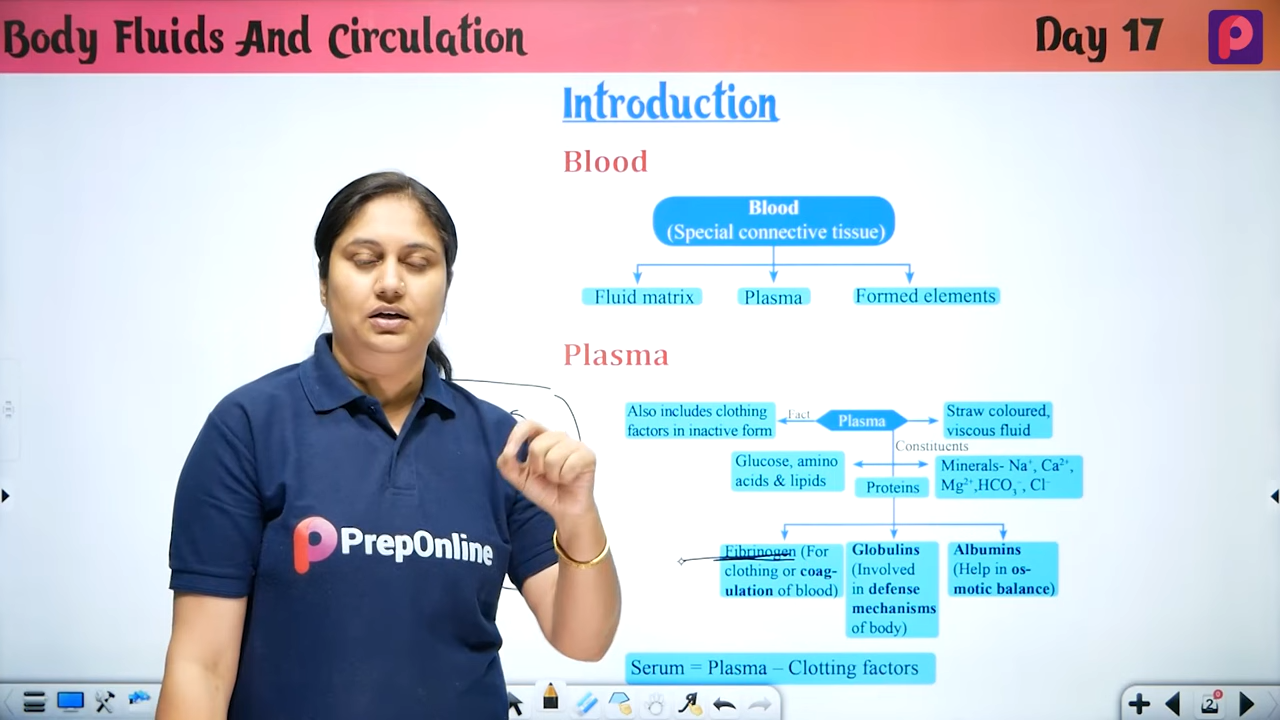 Body Fluids And Circulation
Day 17
Introduction
Blood
Blood
(Special connective tissue)
Fluid matrix
Plasma
Formed elements
Plasma
Also includes clothing
factors in inactive form
Fact
Plasma
Straw coloured,
viscous fluid
Constituents
Glucose, amino
acids & lipids
Proteins
Minerals- Na⁺, Ca²⁺,
Mg²⁺,HCO₃⁻, Cl⁻
Fibrinogen (For
clothing or coag-
ulation of blood)
Globulins
(Involved
in defense
mechanisms
of body)
Albumins
(Help in os-
motic balance)
Serum = Plasma – Clotting factors
PrepOnline
2